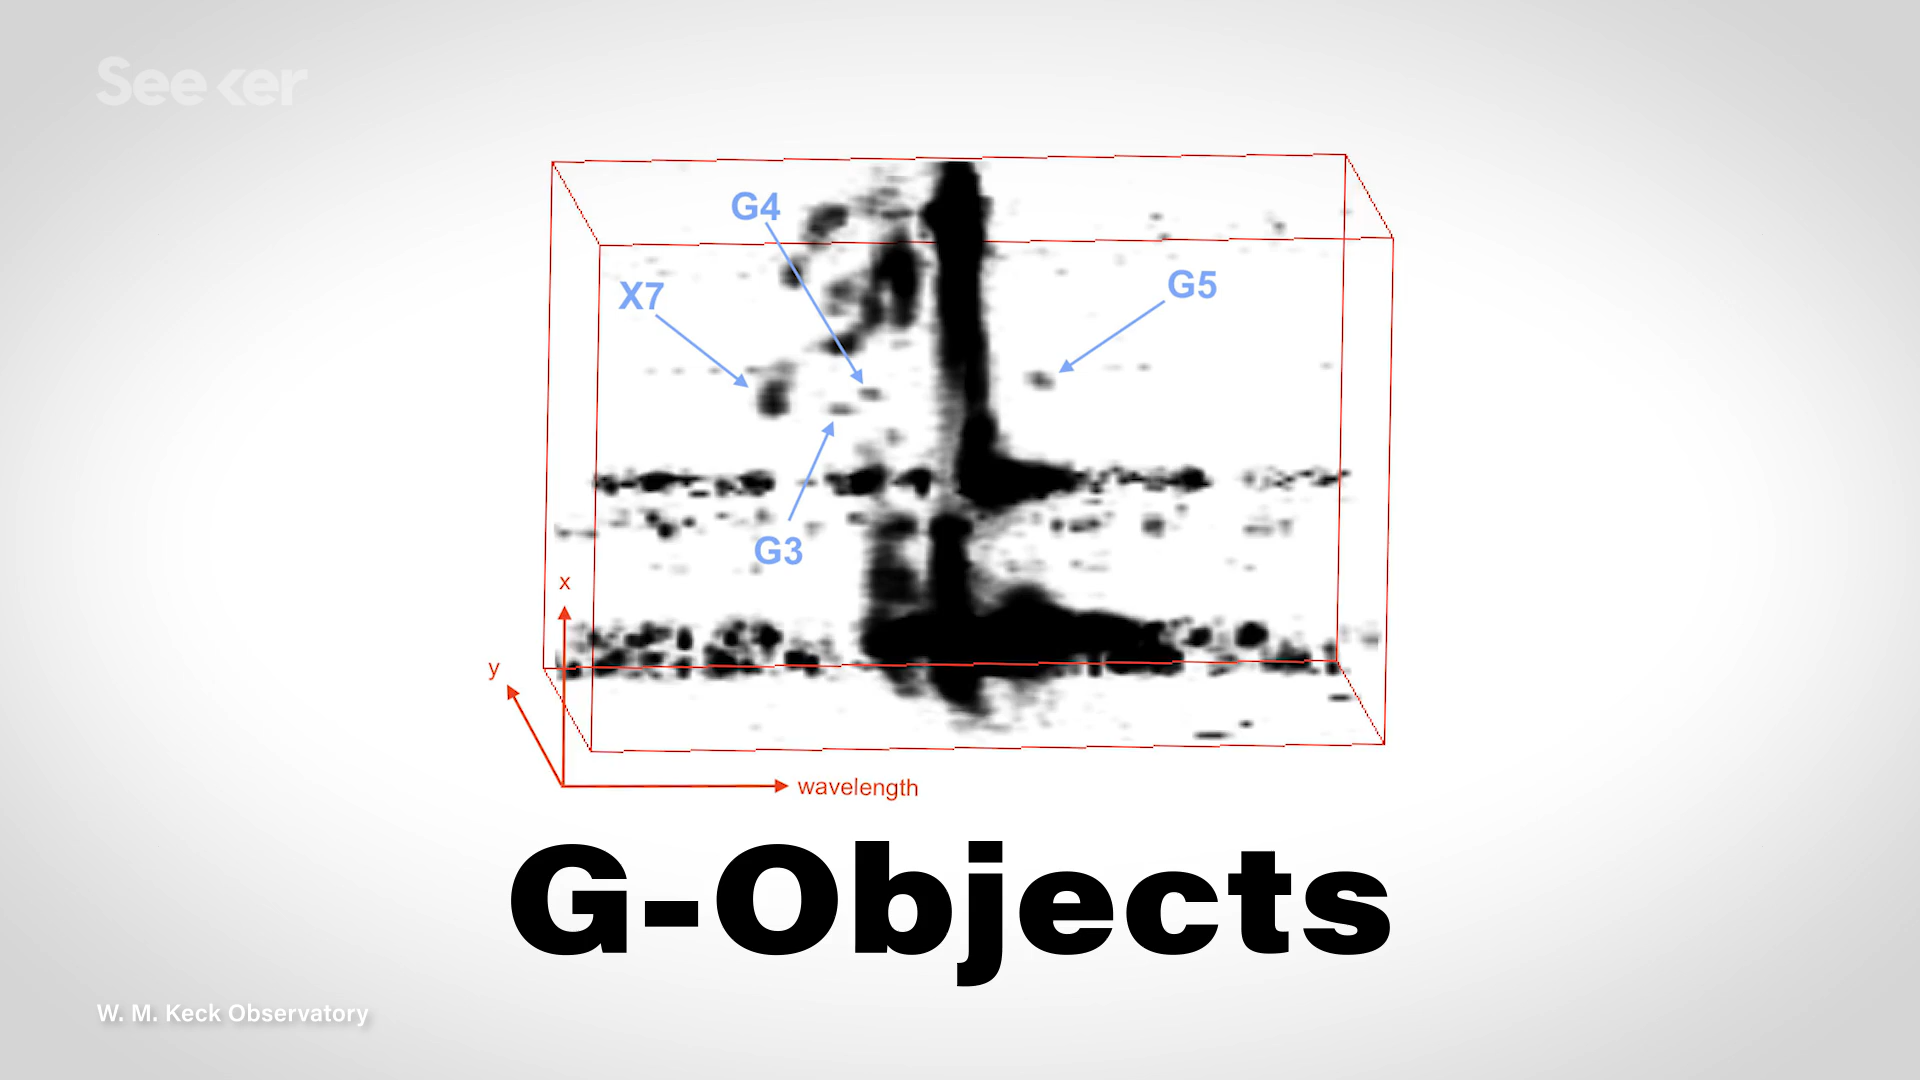 Seeker
G4
G5
X7
G3
x
y
wavelength
G-Objects
W. M. Keck Observatory